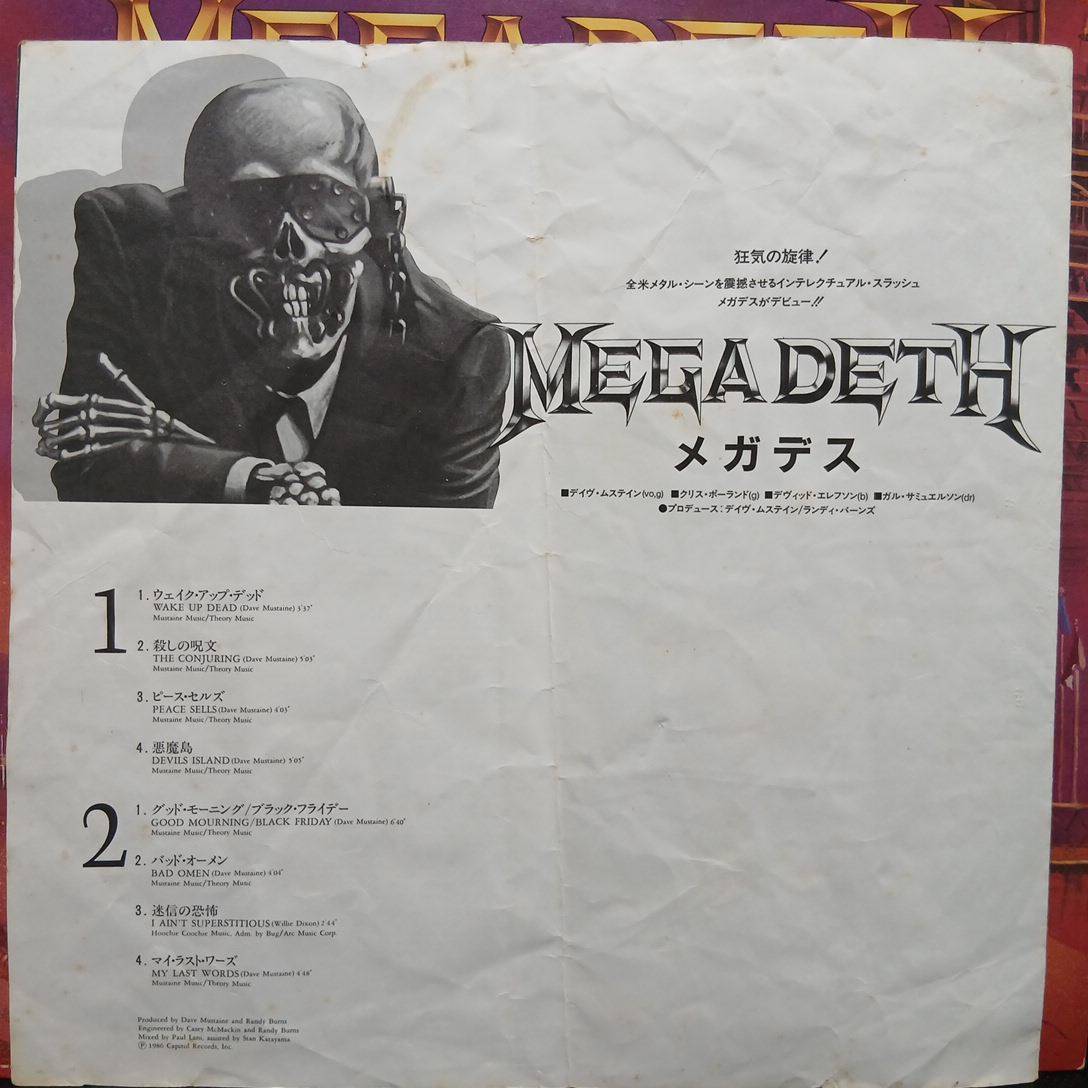 MEGADETH
狂気の旋律!
全米メタル・シーンを震撼させるインテレクチュアル・スラッシュ
メガデスがデビュー!!
MEGADETH
メガデス
■デイヴ・ムステイン(vo,g) ■クリス・ポーランド(g) ■デヴィッド・エレフソン(b) ■ガル・サミュエルソン(dr)
●プロデュース:デイヴ・ムステイン/ランディ・バーンズ
1
1. ウェイク・アップ・デッド
WAKE UP DEAD (Dave Mustaine) 3'37"
Mustaine Music/Theory Music
2. 殺しの呪文
THE CONJURING (Dave Mustaine) 5'03"
Mustaine Music/Theory Music
3. ピース・セルズ
PEACE SELLS (Dave Mustaine) 4'03"
Mustaine Music/Theory Music
4. 悪魔島
DEVILS ISLAND (Dave Mustaine) 5'05"
Mustaine Music/Theory Music
2
1. グッド・モーニング/ブラック・フライデー
GOOD MOURNING/BLACK FRIDAY (Dave Mustaine) 6'40"
Mustaine Music/Theory Music
2. バッド・オーメン
BAD OMEN (Dave Mustaine) 4'04"
Mustaine Music/Theory Music
3. 迷信の恐怖
I AIN'T SUPERSTITIOUS (Willie Dixon) 2'44"
Hoochie Coochie Music, Adm. by Bug/Arc Music Corp.
4. マイ・ラスト・ワーズ
MY LAST WORDS (Dave Mustaine) 4'48"
Mustaine Music/Theory Music
Produced by Dave Mustaine and Randy Burns
Engineered by Casey McMackin and Randy Burns
Mixed by Paul Lani, assisted by Stan Katayama
Ⓟ 1986 Capitol Records, Inc.